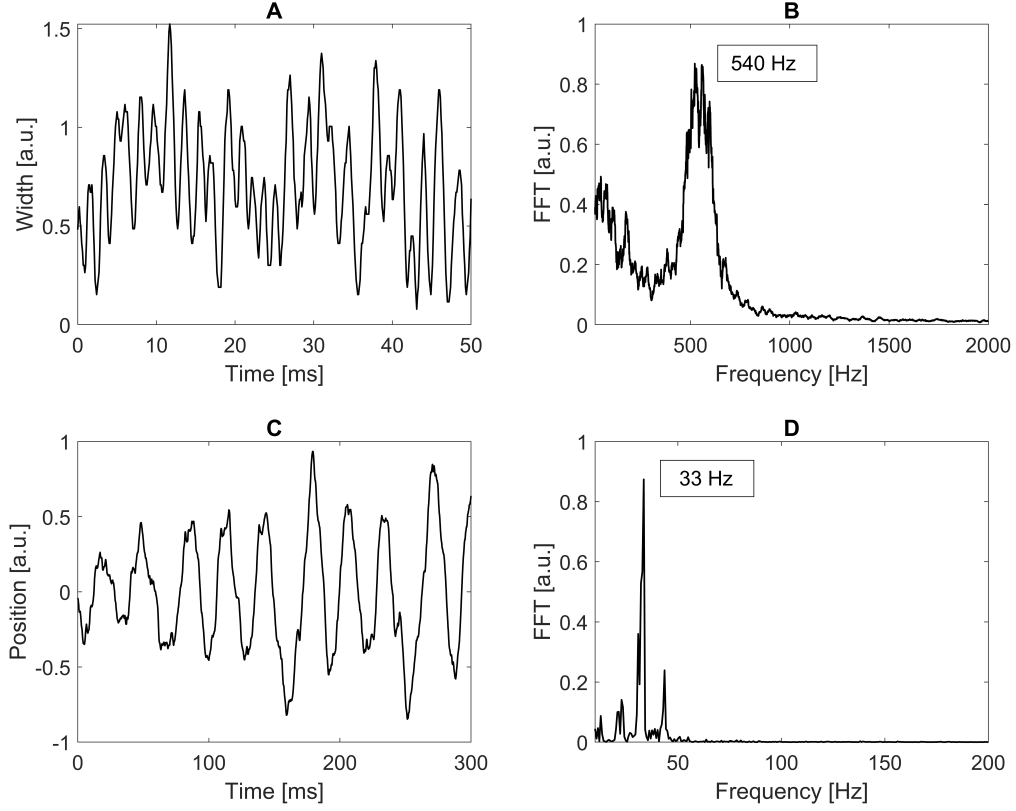 A
1.5
1
0.5
0
Width [a.u.]
0 10 20 30 40 50
Time [ms]
B
540 Hz
1
0.8
0.6
0.4
0.2
0
FFT [a.u.]
500 1000 1500 2000
Frequency [Hz]
C
1
0.5
0
-0.5
-1
Position [a.u.]
0 100 200 300
Time [ms]
D
33 Hz
1
0.8
0.6
0.4
0.2
0
FFT [a.u.]
50 100 150 200
Frequency [Hz]